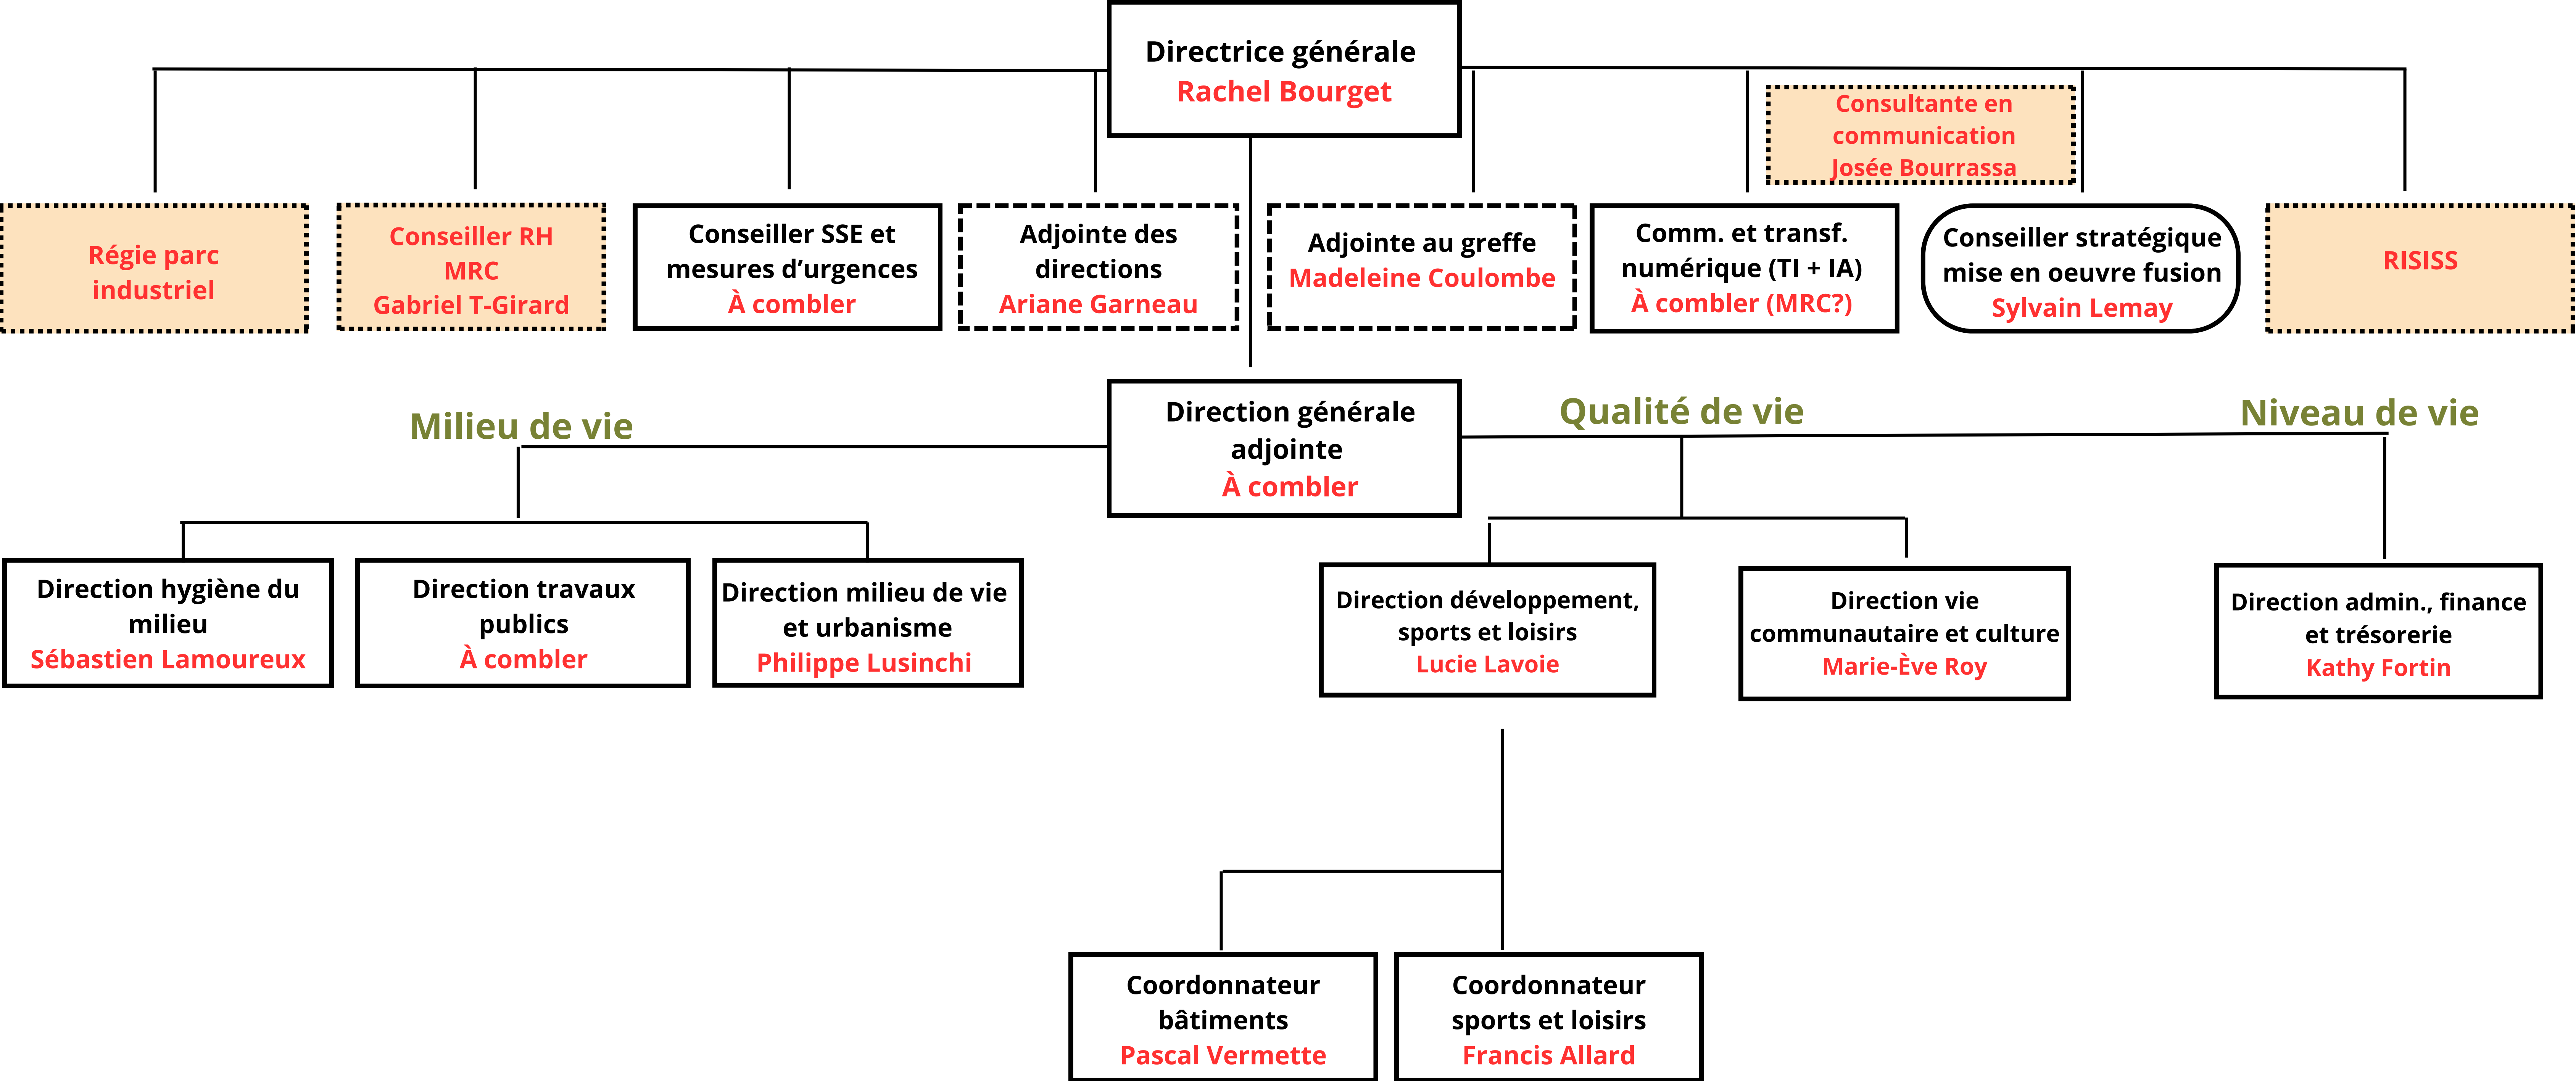 Directrice générale
Rachel Bourget
Consultante en
communication
Josée Bourrassa
Régie parc
industriel
Conseiller RH
MRC
Gabriel T-Girard
Conseiller SSE et
mesures d’urgences
À combler
Adjointe des
directions
Ariane Garneau
Adjointe au greffe
Madeleine Coulombe
Comm. et transf.
numérique (TI + IA)
À combler (MRC?)
Conseiller stratégique
mise en oeuvre fusion
Sylvain Lemay
RISISS
Milieu de vie
Direction générale
adjointe
À combler
Qualité de vie
Niveau de vie
Direction hygiène du
milieu
Sébastien Lamoureux
Direction travaux
publics
À combler
Direction milieu de vie
et urbanisme
Philippe Lusinchi
Direction développement,
sports et loisirs
Lucie Lavoie
Direction vie
communautaire et culture
Marie-Ève Roy
Direction admin., finance
et trésorerie
Kathy Fortin
Coordonnateur
bâtiments
Pascal Vermette
Coordonnateur
sports et loisirs
Francis Allard